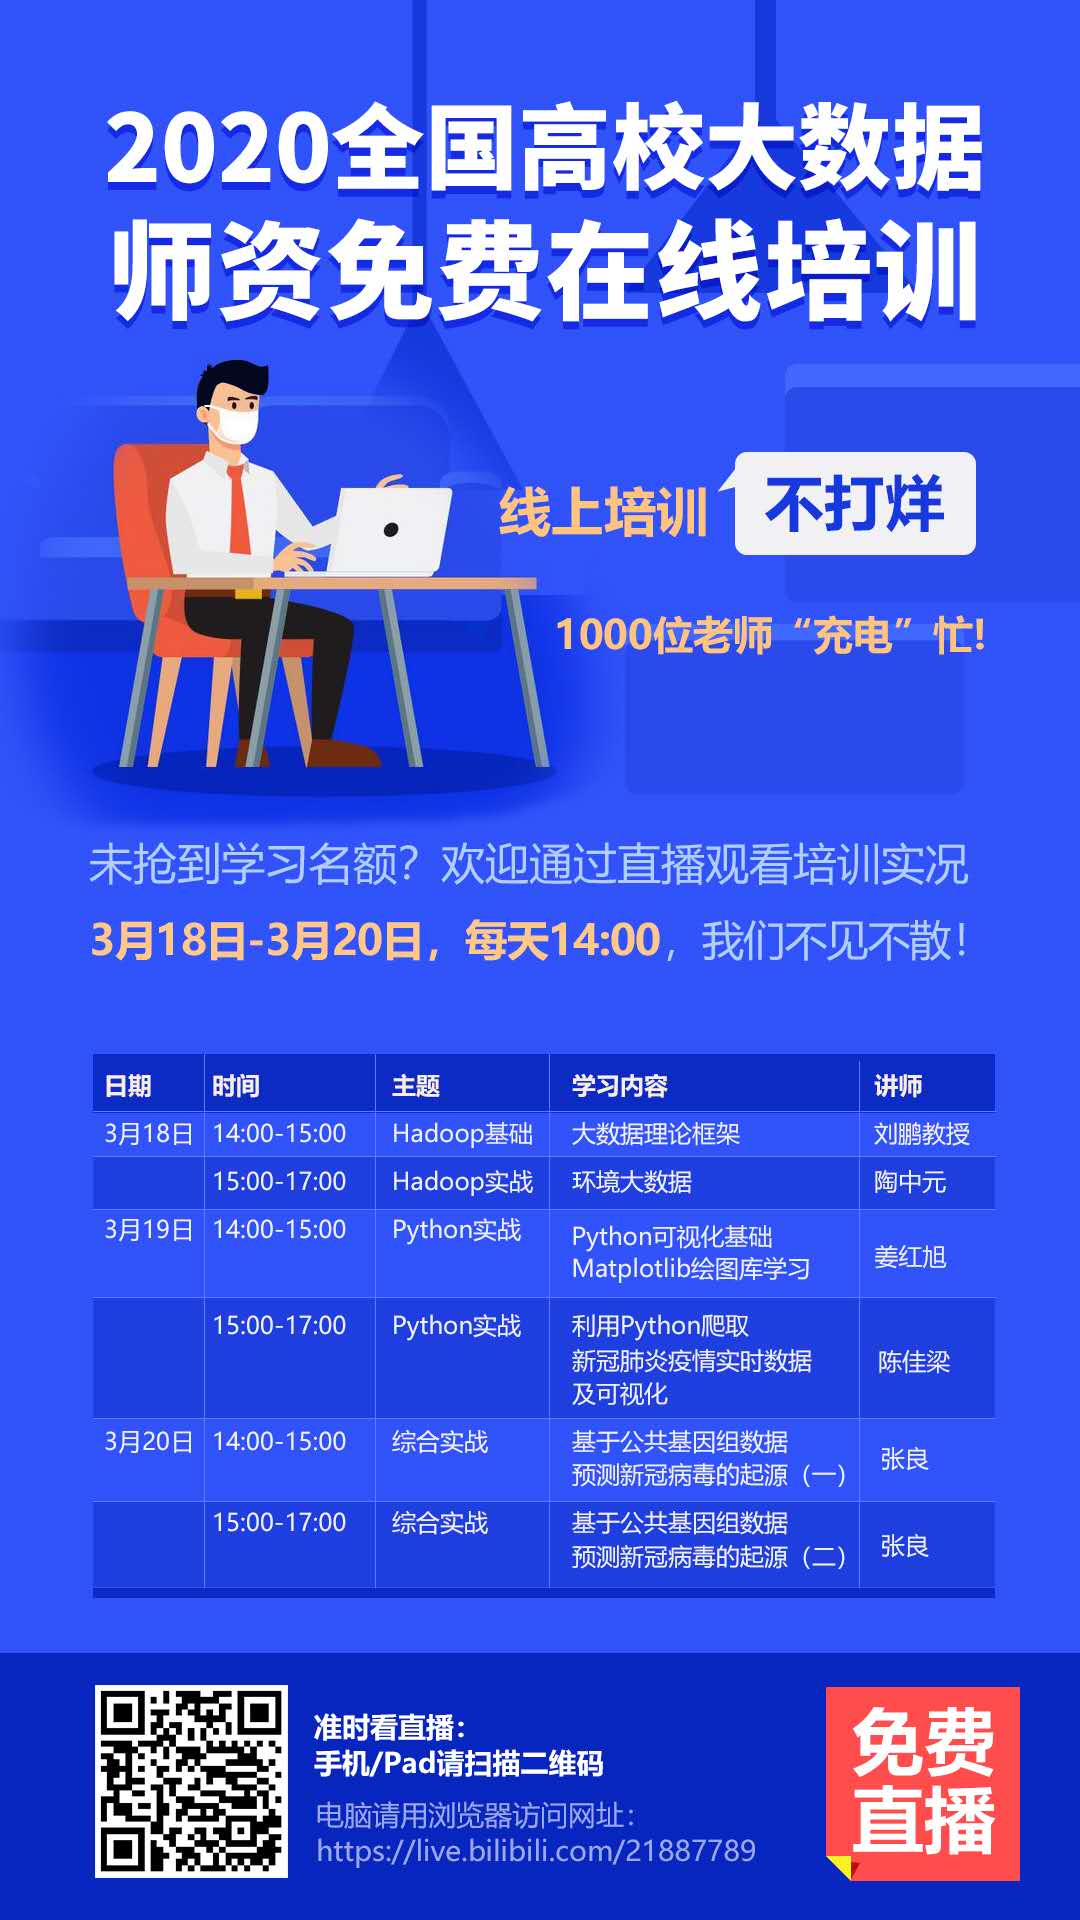 2020全国高校大数据
师资免费在线培训
线上培训 不打烊
1000位老师“充电”忙!
未抢到学习名额？欢迎通过直播观看培训实况
3月18日-3月20日，每天14:00，我们不见不散！
日期 时间 主题 学习内容 讲师
3月18日 14:00-15:00 Hadoop基础 大数据理论框架 刘鹏教授
15:00-17:00 Hadoop实战 环境大数据 陶中元
3月19日 14:00-15:00 Python实战 Python可视化基础
Matplotlib绘图库学习 姜红旭
15:00-17:00 Python实战 利用Python爬取
新冠肺炎疫情实时数据 陈佳梁
及可视化
3月20日 14:00-15:00 综合实战 基于公共基因组数据
预测新冠病毒的起源（一） 张良
15:00-17:00 综合实战 基于公共基因组数据
预测新冠病毒的起源（二） 张良
准时看直播：
手机/Pad请扫描二维码
电脑请用浏览器访问网址：
https://live.bilibili.com/21887789
免费
直播